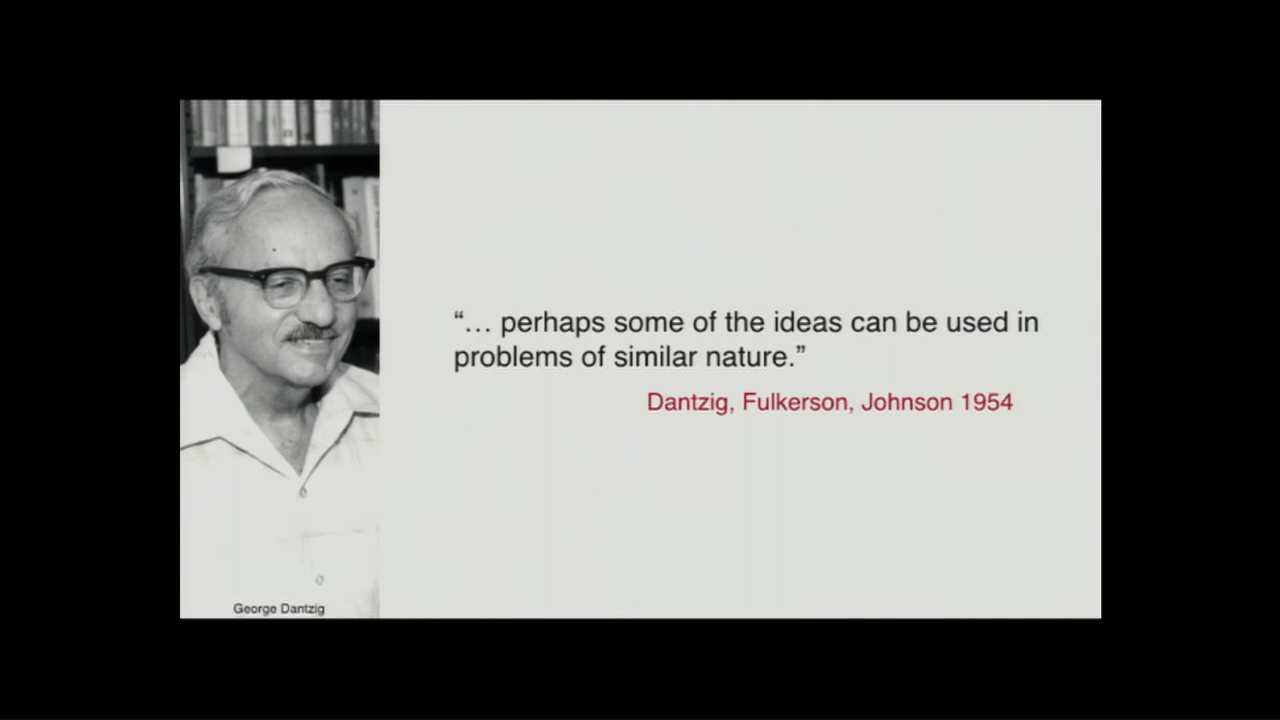 “… perhaps some of the ideas can be used in
problems of similar nature.”
Dantzig, Fulkerson, Johnson 1954
George Dantzig